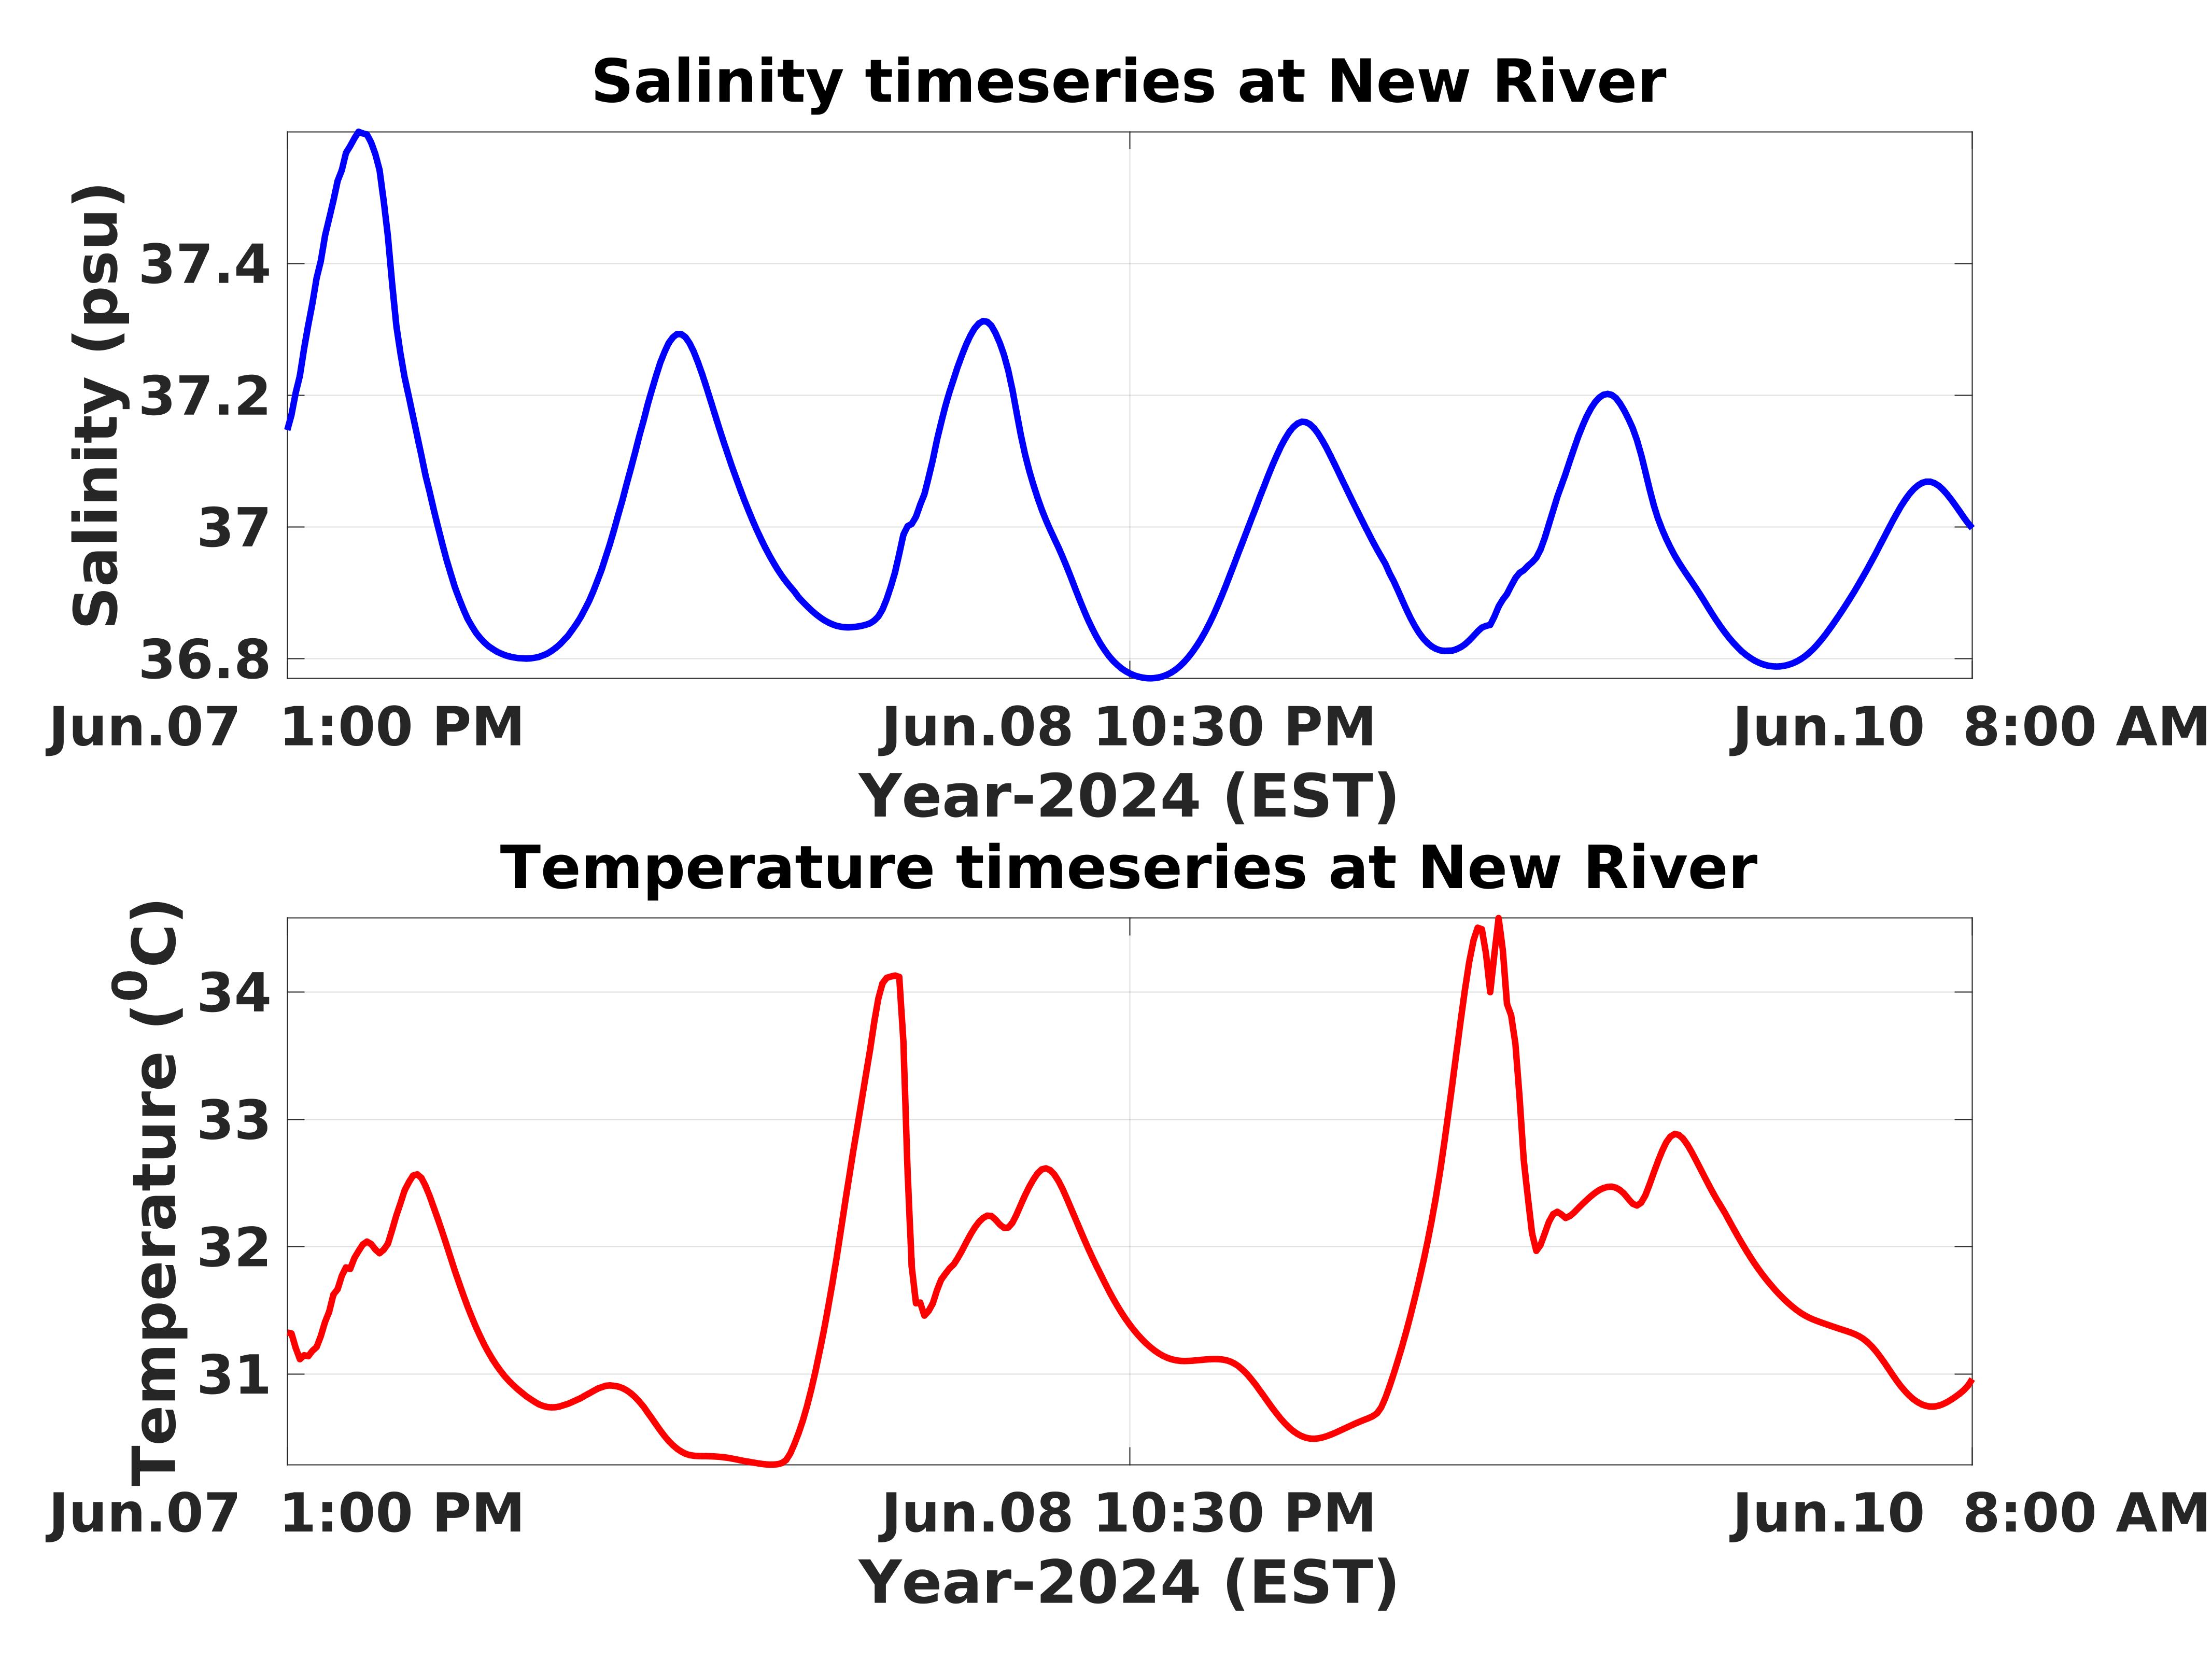 Salinity timeseries at New River
Salinity (psu)
37.4
37.2
37
36.8
Jun.07 1:00 PM Jun.08 10:30 PM Jun.10 8:00 AM
Year-2024 (EST)
Temperature timeseries at New River
Temperature (⁰C)
34
33
32
31
Jun.07 1:00 PM Jun.08 10:30 PM Jun.10 8:00 AM
Year-2024 (EST)